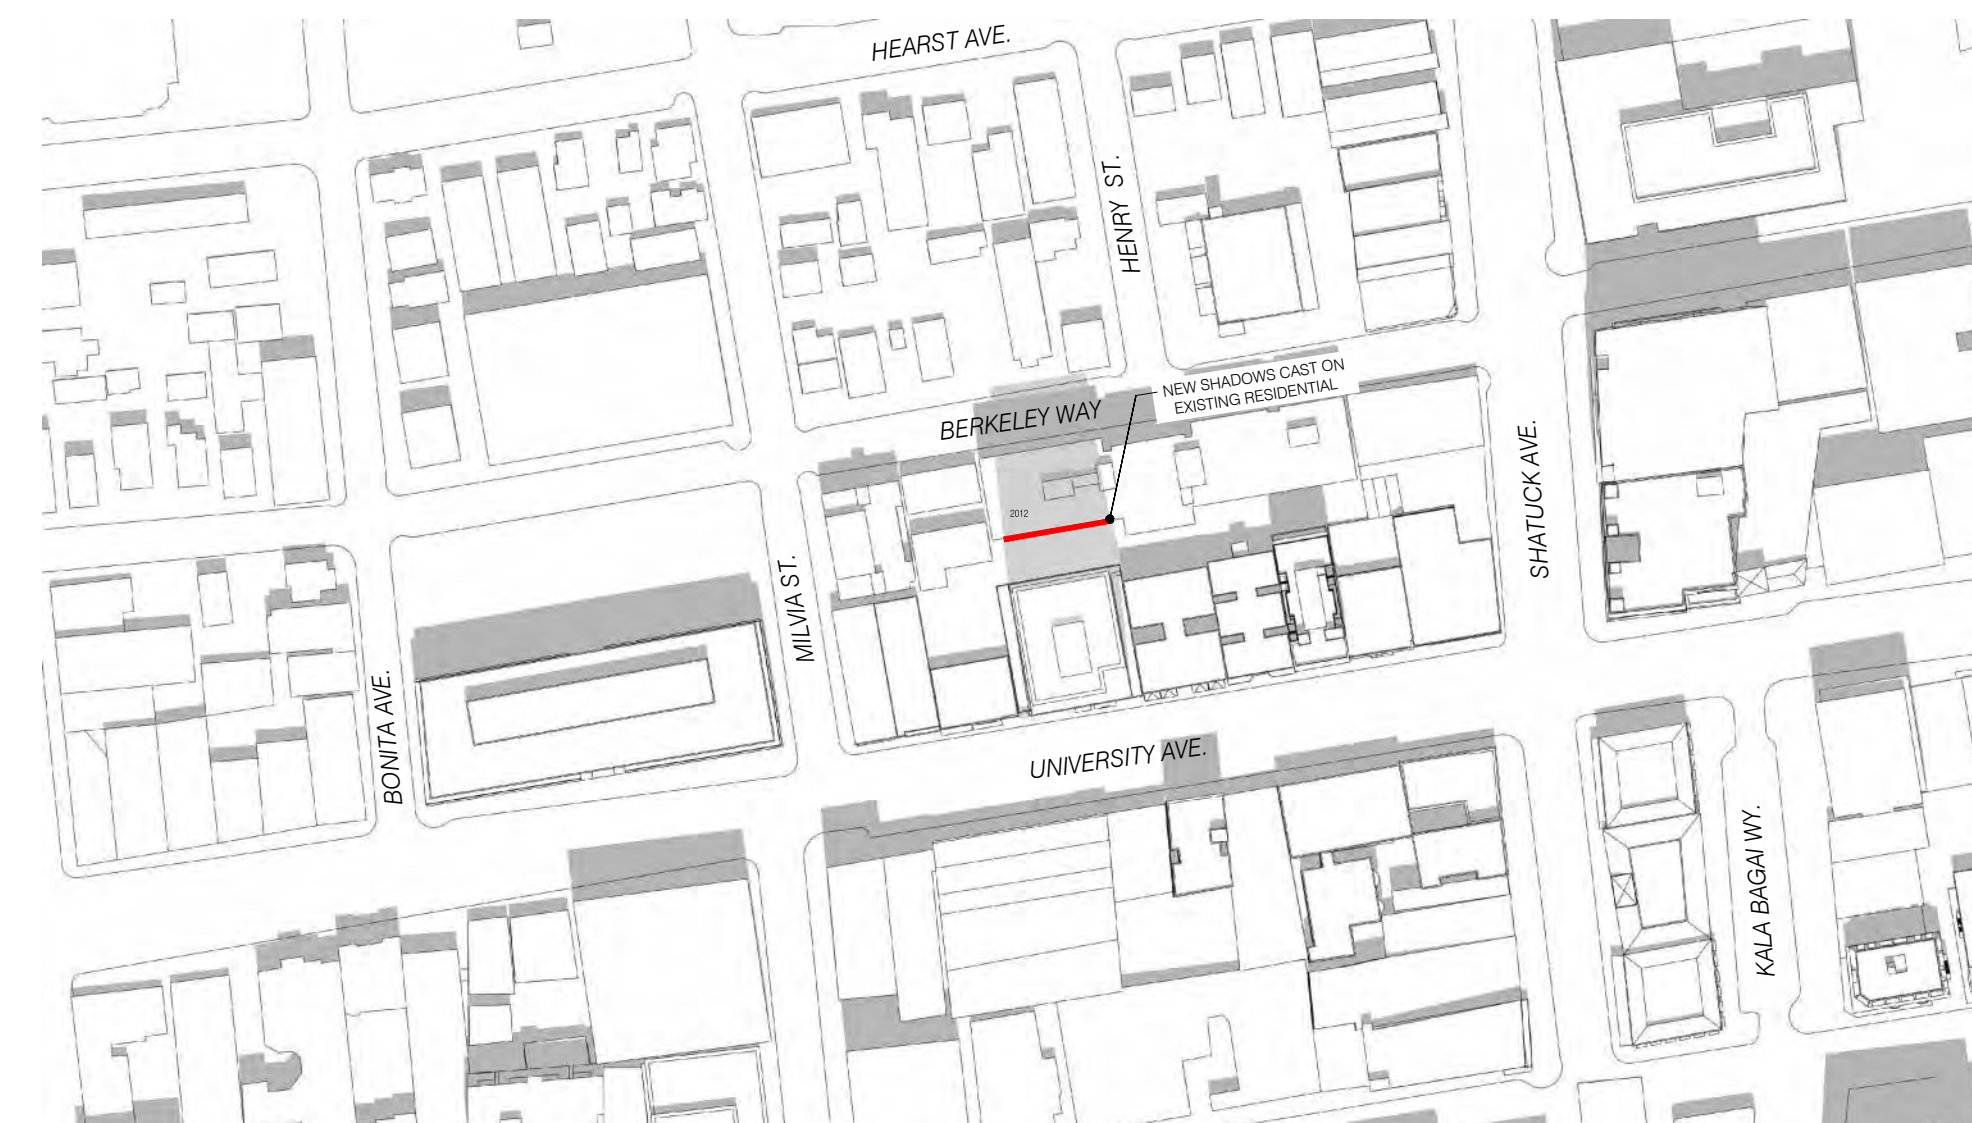 HEARST AVE.
HENRY ST.
NEW SHADOWS CAST ON
EXISTING RESIDENTIAL
BERKELEY WAY
2012
SHATUCK AVE.
MILVIA ST.
BONITA AVE.
UNIVERSITY AVE.
KALA BAGAI WY.